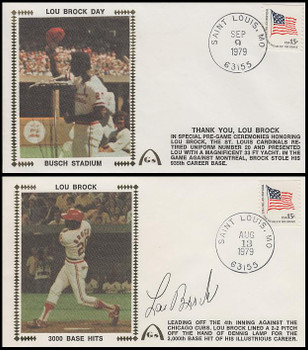 LOU BROCK DAY
BUSCH STADIUM
SAINT LOUIS, MO
SEP
9
1979
63155
15c
THANK YOU, LOU BROCK
IN SPECIAL PRE-GAME CEREMONIES HONORING
LOU BROCK, THE ST. LOUIS CARDINALS RE-
TIRED UNIFORM NUMBER 20 AND PRESENTED
LOU WITH A MAGNIFICENT 33 FT YACHT. IN THE
GAME AGAINST MONTREAL, BROCK STOLE HIS
935th CAREER BASE.
LOU BROCK
3000 BASE HITS
SAINT LOUIS, MO
AUG
13
1979
63155
15c
Lou Brock
LEADING OFF THE 4th INNING AGAINST THE
CHICAGO CUBS, LOU BROCK LINED A 2-2 PITCH
OFF THE HAND OF DENNIS LAMP FOR THE
3,000th BASE HIT OF HIS ILLUSTRIOUS CAREER.